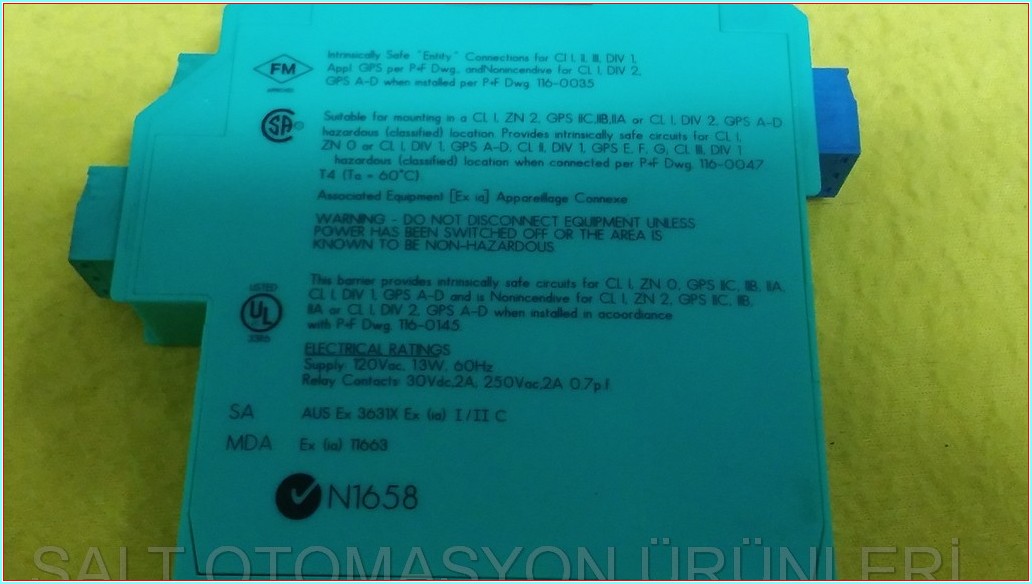 FM
APPROVED
Intrinsically Safe "Entity" Connections for Cl I, II, III, DIV 1,
Appl. GPS per P+F Dwg., andNonincendive for Cl. I, DIV 2,
GPS A-D when installed per P+F Dwg. 116-0035
SA
Suitable for mounting in a Cl. I, ZN 2, GPS IIC,IIB,IIA or Cl. I, DIV 2, GPS A-D
hazardous (classified) location. Provides intrinsically safe circuits for Cl. I,
ZN 0 or Cl. I, DIV 1, GPS A-D, Cl. II, DIV 1, GPS E, F, G, Cl. III, DIV 1
hazardous (classified) location when connected per P+F Dwg. 116-0047
T4 (Ta = 60°C).
Associated Equipment [Ex ia] Appareillage Connexe
WARNING - DO NOT DISCONNECT EQUIPMENT UNLESS
POWER HAS BEEN SWITCHED OFF OR THE AREA IS
KNOWN TO BE NON-HAZARDOUS
LISTED
UL
This barrier provides intrinsically safe circuits for Cl. I, ZN 0, GPS IIC, IIB, IIA,
Cl. I, DIV 1, GPS A-D and is Nonincendive for Cl. I, ZN 2, GPS IIC, IIB,
IIA or Cl. I, DIV 2, GPS A-D when installed in acoordiance
with P+F Dwg. 116-0145.
ELECTRICAL RATINGS
Supply 120Vac, 13W, 60Hz
Relay Contacts: 30Vdc,2A, 250Vac,2A 0.7p.f.
SA AUS Ex 3631X Ex (ia) I/II C
MDA Ex (ia) 11663
N1658
SALT OTOMASYON ÜRÜNLERİ